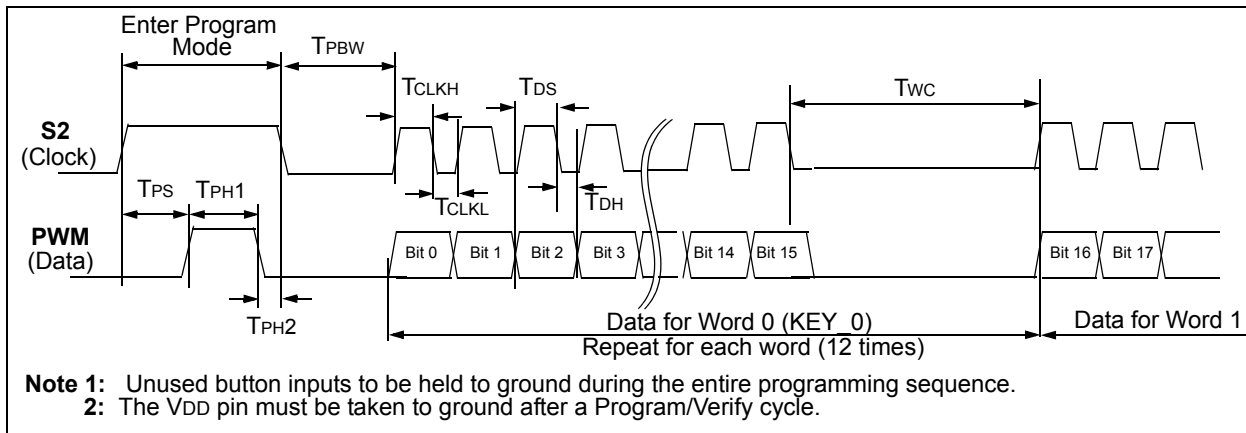 Enter Program
Mode
TPBW
TCLKH
TDS
TWC
S2
(Clock)
TPS
TPH1
TCLKL
TDH
PWM
(Data)
Bit 0
Bit 1
Bit 2
Bit 3
Bit 14
Bit 15
Bit 16
Bit 17
TPH2
Data for Word 0 (KEY_0)
Data for Word 1
Repeat for each word (12 times)
Note 1: Unused button inputs to be held to ground during the entire programming sequence.
2: The VDD pin must be taken to ground after a Program/Verify cycle.